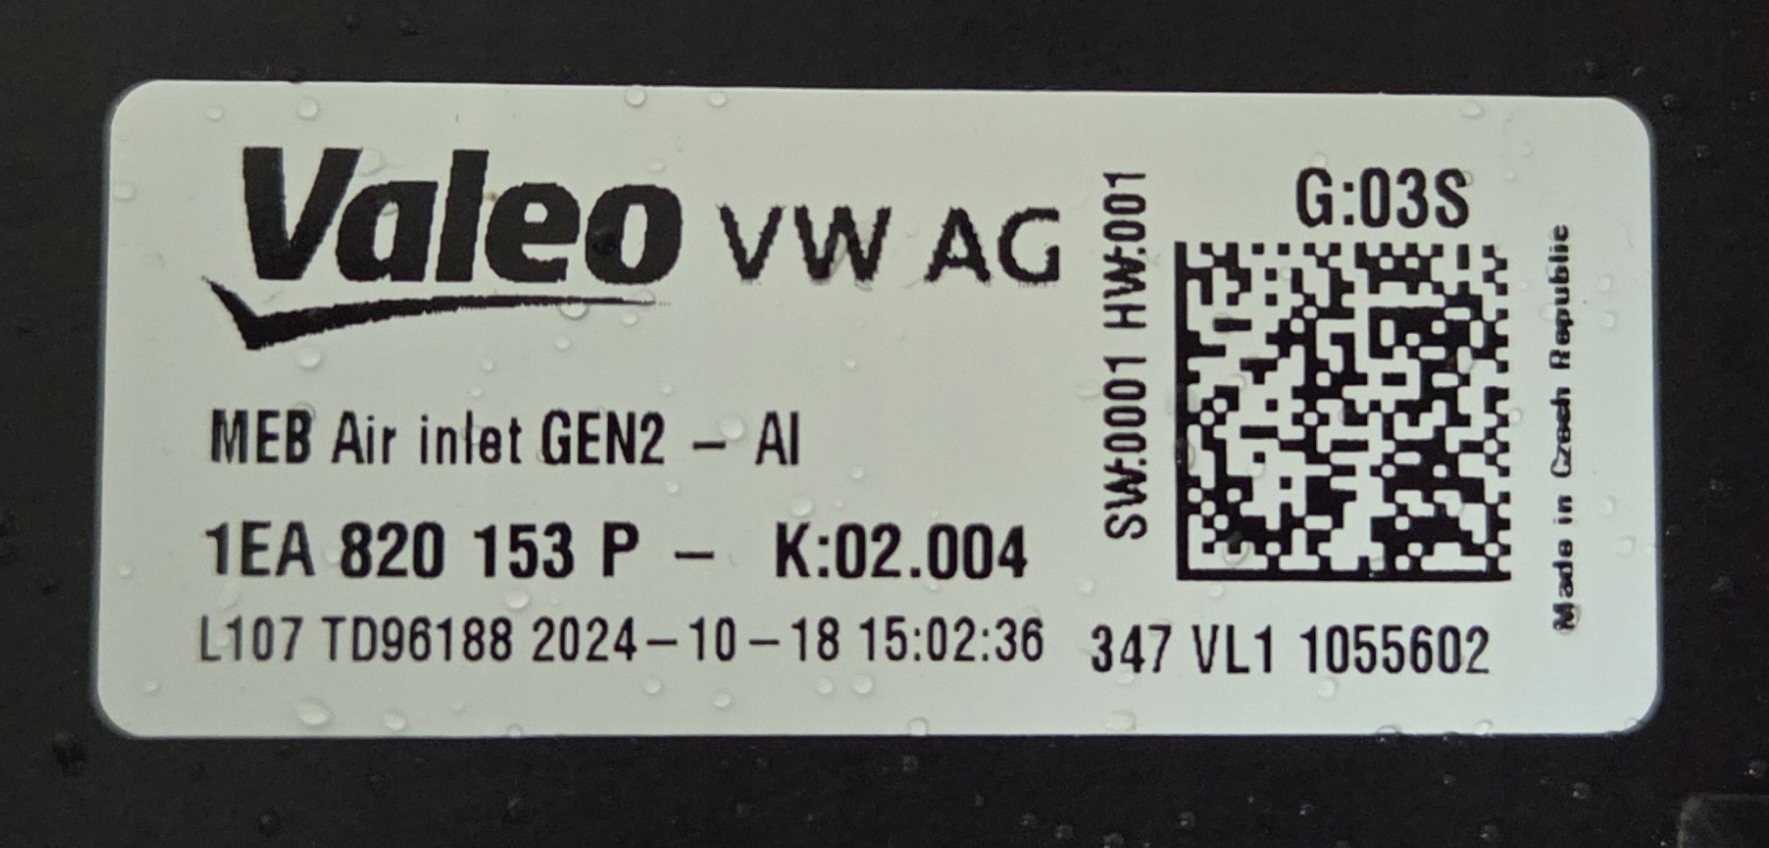 Valeo VW AG
MEB Air inlet GEN2 - AI
1EA 820 153 P - K:02.004
L107 TD96188 2024-10-18 15:02:36 347 VL1 1055602
SW:0001 HW:001
G:03S
Made in Czech Republic